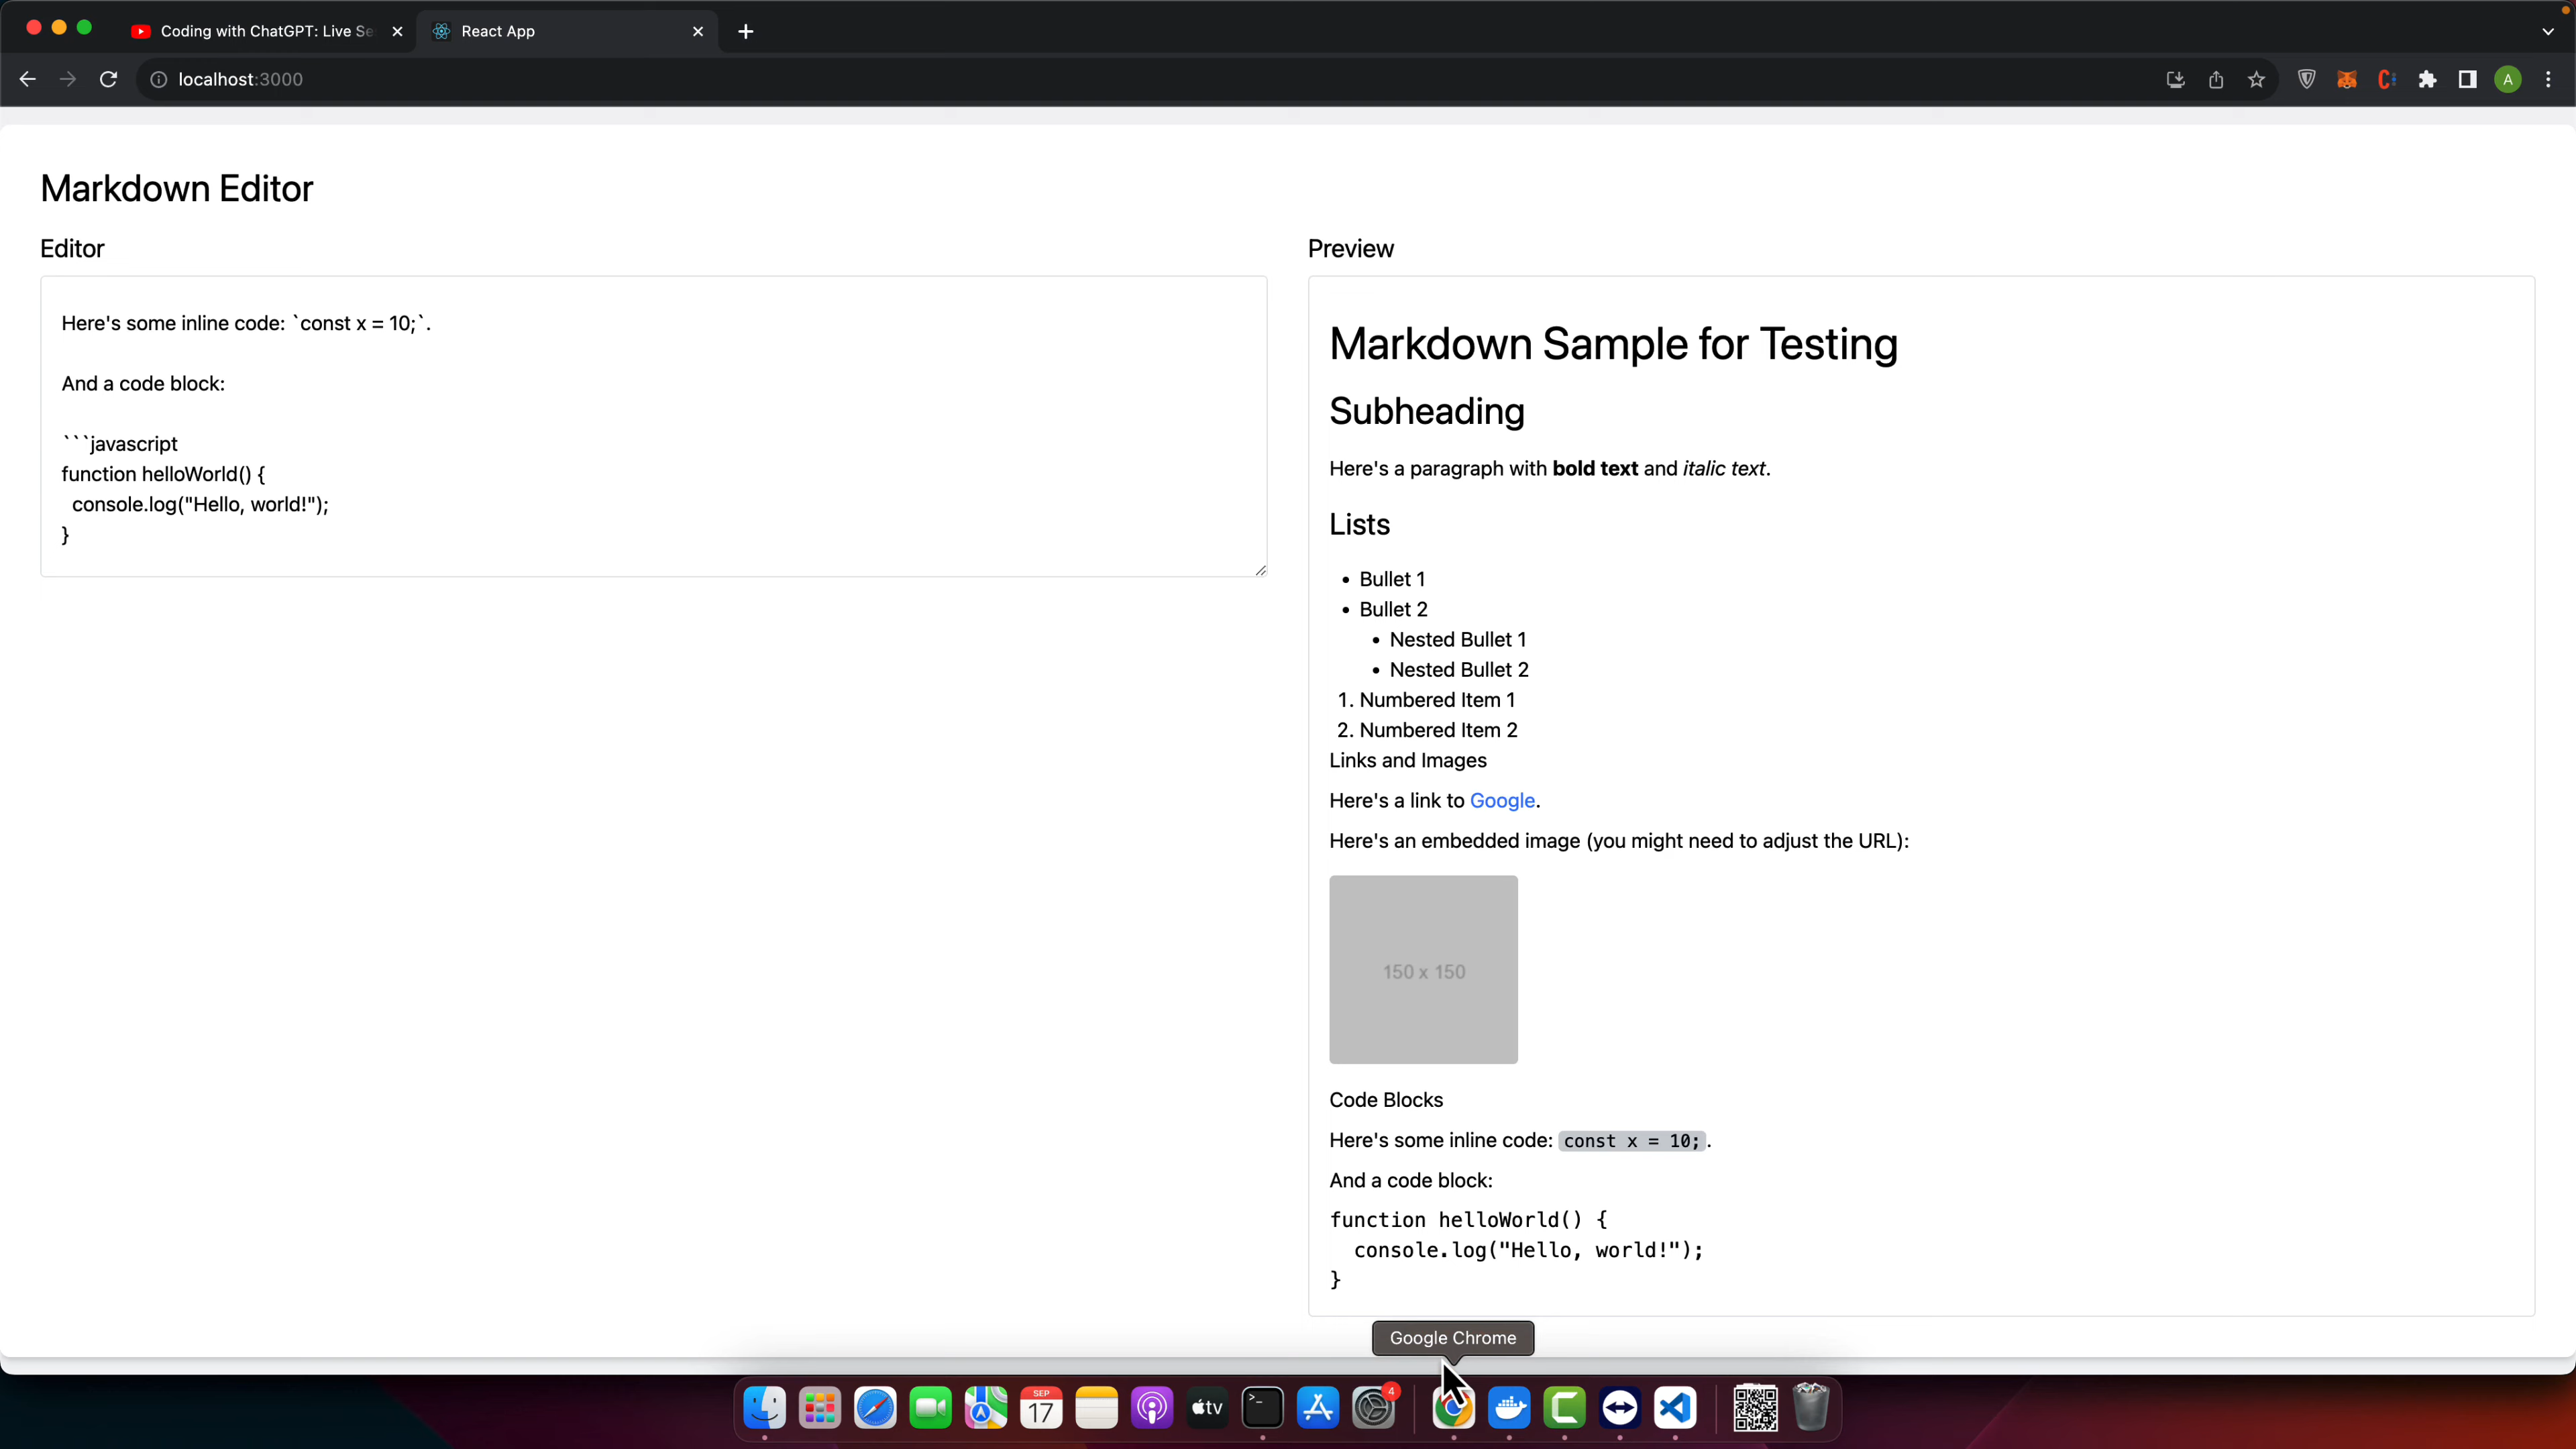 Coding with ChatGPT: Live Se
React App
localhost:3000
A
Markdown Editor
Editor
Here's some inline code: `const x = 10;`.
And a code block:
```javascript
function helloWorld() {
  console.log("Hello, world!");
}
Preview
Markdown Sample for Testing
Subheading
Here's a paragraph with bold text and italic text.
Lists
• Bullet 1
• Bullet 2
• Nested Bullet 1
• Nested Bullet 2
1. Numbered Item 1
2. Numbered Item 2
Links and Images
Here's a link to Google.
Here's an embedded image (you might need to adjust the URL):
150 x 150
Code Blocks
Here's some inline code: const x = 10; .
And a code block:
function helloWorld() {
  console.log("Hello, world!");
}
Google Chrome
SEP
17
tv
>_
4